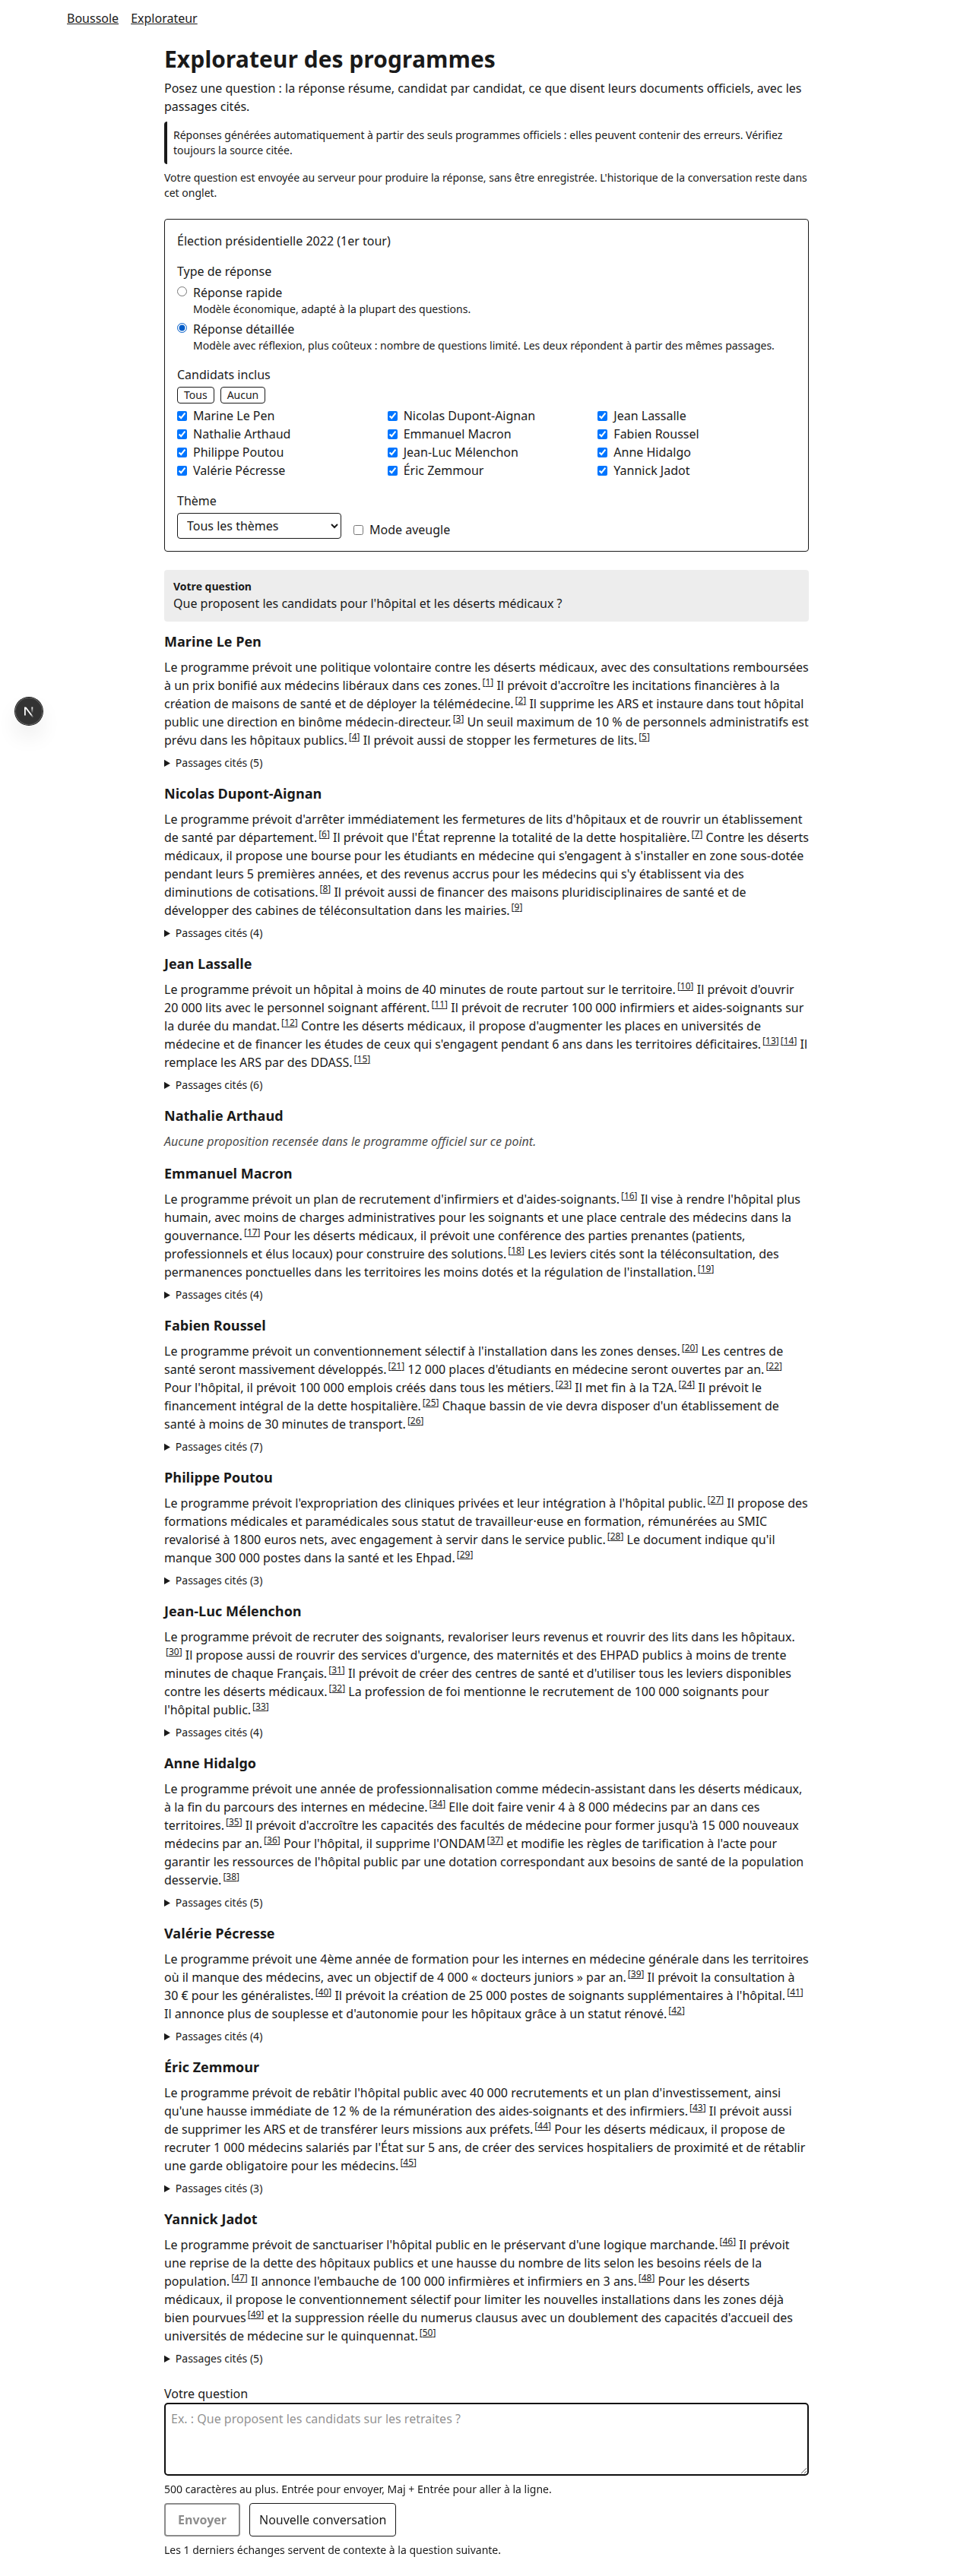 Boussole Explorateur
Explorateur des programmes
Posez une question : la réponse résume, candidat par candidat, ce que disent leurs documents officiels, avec les
passages cités.
Réponses générées automatiquement à partir des seuls programmes officiels : elles peuvent contenir des erreurs. Vérifiez
toujours la source citée.
Votre question est envoyée au serveur pour produire la réponse, sans être enregistrée. L'historique de la conversation reste dans
cet onglet.
Élection présidentielle 2022 (1er tour)
Type de réponse
Réponse rapide
Modèle économique, adapté à la plupart des questions.
Réponse détaillée
Modèle avec réflexion, plus coûteux : nombre de questions limité. Les deux répondent à partir des mêmes passages.
Candidats inclus
Tous Aucun
Marine Le Pen Nicolas Dupont-Aignan Jean Lassalle
Nathalie Arthaud Emmanuel Macron Fabien Roussel
Philippe Poutou Jean-Luc Mélenchon Anne Hidalgo
Valérie Pécresse Éric Zemmour Yannick Jadot
Thème
Tous les thèmes Mode aveugle
Votre question
Que proposent les candidats pour l'hôpital et les déserts médicaux ?
Marine Le Pen
Le programme prévoit une politique volontaire contre les déserts médicaux, avec des consultations remboursées
à un prix bonifié aux médecins libéraux dans ces zones. [1] Il prévoit d'accroître les incitations financières à la
création de maisons de santé et de déployer la télémédecine. [2] Il supprime les ARS et instaure dans tout hôpital
public une direction en binôme médecin-directeur. [3] Un seuil maximum de 10 % de personnels administratifs est
prévu dans les hôpitaux publics. [4] Il prévoit aussi de stopper les fermetures de lits. [5]
Passages cités (5)
Nicolas Dupont-Aignan
Le programme prévoit d'arrêter immédiatement les fermetures de lits d'hôpitaux et de rouvrir un établissement
de santé par département. [6] Il prévoit que l'État reprenne la totalité de la dette hospitalière. [7] Contre les déserts
médicaux, il propose une bourse pour les étudiants en médecine qui s'engagent à s'installer en zone sous-dotée
pendant leurs 5 premières années, et des revenus accrus pour les médecins qui s'y établissent via des
diminutions de cotisations. [8] Il prévoit aussi de financer des maisons pluridisciplinaires de santé et de
développer des cabines de téléconsultation dans les mairies. [9]
Passages cités (4)
Jean Lassalle
Le programme prévoit un hôpital à moins de 40 minutes de route partout sur le territoire. [10] Il prévoit d'ouvrir
20 000 lits avec le personnel soignant afférent. [11] Il prévoit de recruter 100 000 infirmiers et aides-soignants sur
la durée du mandat. [12] Contre les déserts médicaux, il propose d'augmenter les places en universités de
médecine et de financer les études de ceux qui s'engagent pendant 6 ans dans les territoires déficitaires. [13] [14] Il
remplace les ARS par des DDASS. [15]
Passages cités (6)
Nathalie Arthaud
Aucune proposition recensée dans le programme officiel sur ce point.
Emmanuel Macron
Le programme prévoit un plan de recrutement d'infirmiers et d'aides-soignants. [16] Il vise à rendre l'hôpital plus
humain, avec moins de charges administratives pour les soignants et une place centrale des médecins dans la
gouvernance. [17] Pour les déserts médicaux, il prévoit une conférence des parties prenantes (patients,
professionnels et élus locaux) pour construire des solutions. [18] Les leviers cités sont la téléconsultation, des
permanences ponctuelles dans les territoires les moins dotés et la régulation de l'installation. [19]
Passages cités (4)
Fabien Roussel
Le programme prévoit un conventionnement sélectif à l'installation dans les zones denses. [20] Les centres de
santé seront massivement développés. [21] 12 000 places d'étudiants en médecine seront ouvertes par an. [22]
Pour l'hôpital, il prévoit 100 000 emplois créés dans tous les métiers. [23] Il met fin à la T2A. [24] Il prévoit le
financement intégral de la dette hospitalière. [25] Chaque bassin de vie devra disposer d'un établissement de
santé à moins de 30 minutes de transport. [26]
Passages cités (7)
Philippe Poutou
Le programme prévoit l'expropriation des cliniques privées et leur intégration à l'hôpital public. [27] Il propose des
formations médicales et paramédicales sous statut de travailleur·euse en formation, rémunérées au SMIC
revalorisé à 1800 euros nets, avec engagement à servir dans le service public. [28] Le document indique qu'il
manque 300 000 postes dans la santé et les Ehpad. [29]
Passages cités (3)
Jean-Luc Mélenchon
Le programme prévoit de recruter des soignants, revaloriser leurs revenus et rouvrir des lits dans les hôpitaux.
[30] Il propose aussi de rouvrir des services d'urgence, des maternités et des EHPAD publics à moins de trente
minutes de chaque Français. [31] Il prévoit de créer des centres de santé et d'utiliser tous les leviers disponibles
contre les déserts médicaux. [32] La profession de foi mentionne le recrutement de 100 000 soignants pour
l'hôpital public. [33]
Passages cités (4)
Anne Hidalgo
Le programme prévoit une année de professionnalisation comme médecin-assistant dans les déserts médicaux,
à la fin du parcours des internes en médecine. [34] Elle doit faire venir 4 à 8 000 médecins par an dans ces
territoires. [35] Il prévoit d'accroître les capacités des facultés de médecine pour former jusqu'à 15 000 nouveaux
médecins par an. [36] Pour l'hôpital, il supprime l'ONDAM [37] et modifie les règles de tarification à l'acte pour
garantir les ressources de l'hôpital public par une dotation correspondant aux besoins de santé de la population
desservie. [38]
Passages cités (5)
Valérie Pécresse
Le programme prévoit une 4ème année de formation pour les internes en médecine générale dans les territoires
où il manque des médecins, avec un objectif de 4 000 « docteurs juniors » par an. [39] Il prévoit la consultation à
30 € pour les généralistes. [40] Il prévoit la création de 25 000 postes de soignants supplémentaires à l'hôpital. [41]
Il annonce plus de souplesse et d'autonomie pour les hôpitaux grâce à un statut rénové. [42]
Passages cités (4)
Éric Zemmour
Le programme prévoit de rebâtir l'hôpital public avec 40 000 recrutements et un plan d'investissement, ainsi
qu'une hausse immédiate de 12 % de la rémunération des aides-soignants et des infirmiers. [43] Il prévoit aussi
de supprimer les ARS et de transférer leurs missions aux préfets. [44] Pour les déserts médicaux, il propose de
recruter 1 000 médecins salariés par l'État sur 5 ans, de créer des services hospitaliers de proximité et de rétablir
une garde obligatoire pour les médecins. [45]
Passages cités (3)
Yannick Jadot
Le programme prévoit de sanctuariser l'hôpital public en le préservant d'une logique marchande. [46] Il prévoit
une reprise de la dette des hôpitaux publics et une hausse du nombre de lits selon les besoins réels de la
population. [47] Il annonce l'embauche de 100 000 infirmières et infirmiers en 3 ans. [48] Pour les déserts
médicaux, il propose le conventionnement sélectif pour limiter les nouvelles installations dans les zones déjà
bien pourvues [49] et la suppression réelle du numerus clausus avec un doublement des capacités d'accueil des
universités de médecine sur le quinquennat. [50]
Passages cités (5)
Votre question
Ex. : Que proposent les candidats sur les retraites ?
500 caractères au plus. Entrée pour envoyer, Maj + Entrée pour aller à la ligne.
Envoyer Nouvelle conversation
Les 1 derniers échanges servent de contexte à la question suivante.